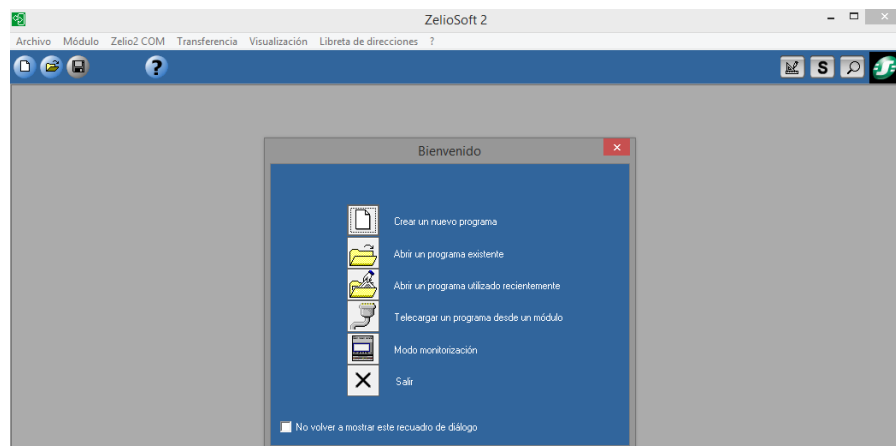 ZelioSoft 2
Archivo Módulo Zelio2 COM Transferencia Visualización Libreta de direcciones ?
? S
Bienvenido
Crear un nuevo programa
Abrir un programa existente
Abrir un programa utilizado recientemente
Telecargar un programa desde un módulo
Modo monitorización
Salir
No volver a mostrar este recuadro de diálogo